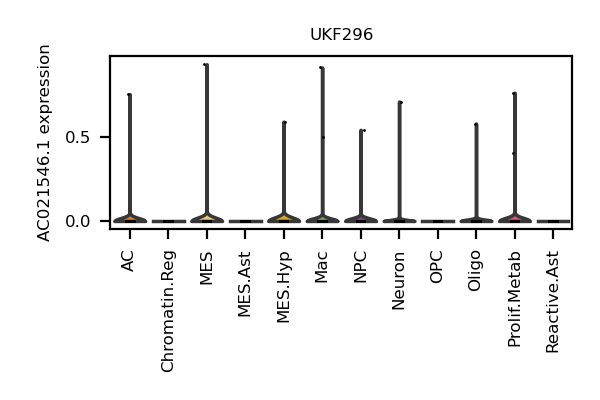 UKF296
AC021546.1 expression
0.5
0.0
AC
Chromatin.Reg
MES
MES.Ast
MES.Hyp
Mac
NPC
Neuron
OPC
Oligo
Prolif.Metab
Reactive.Ast